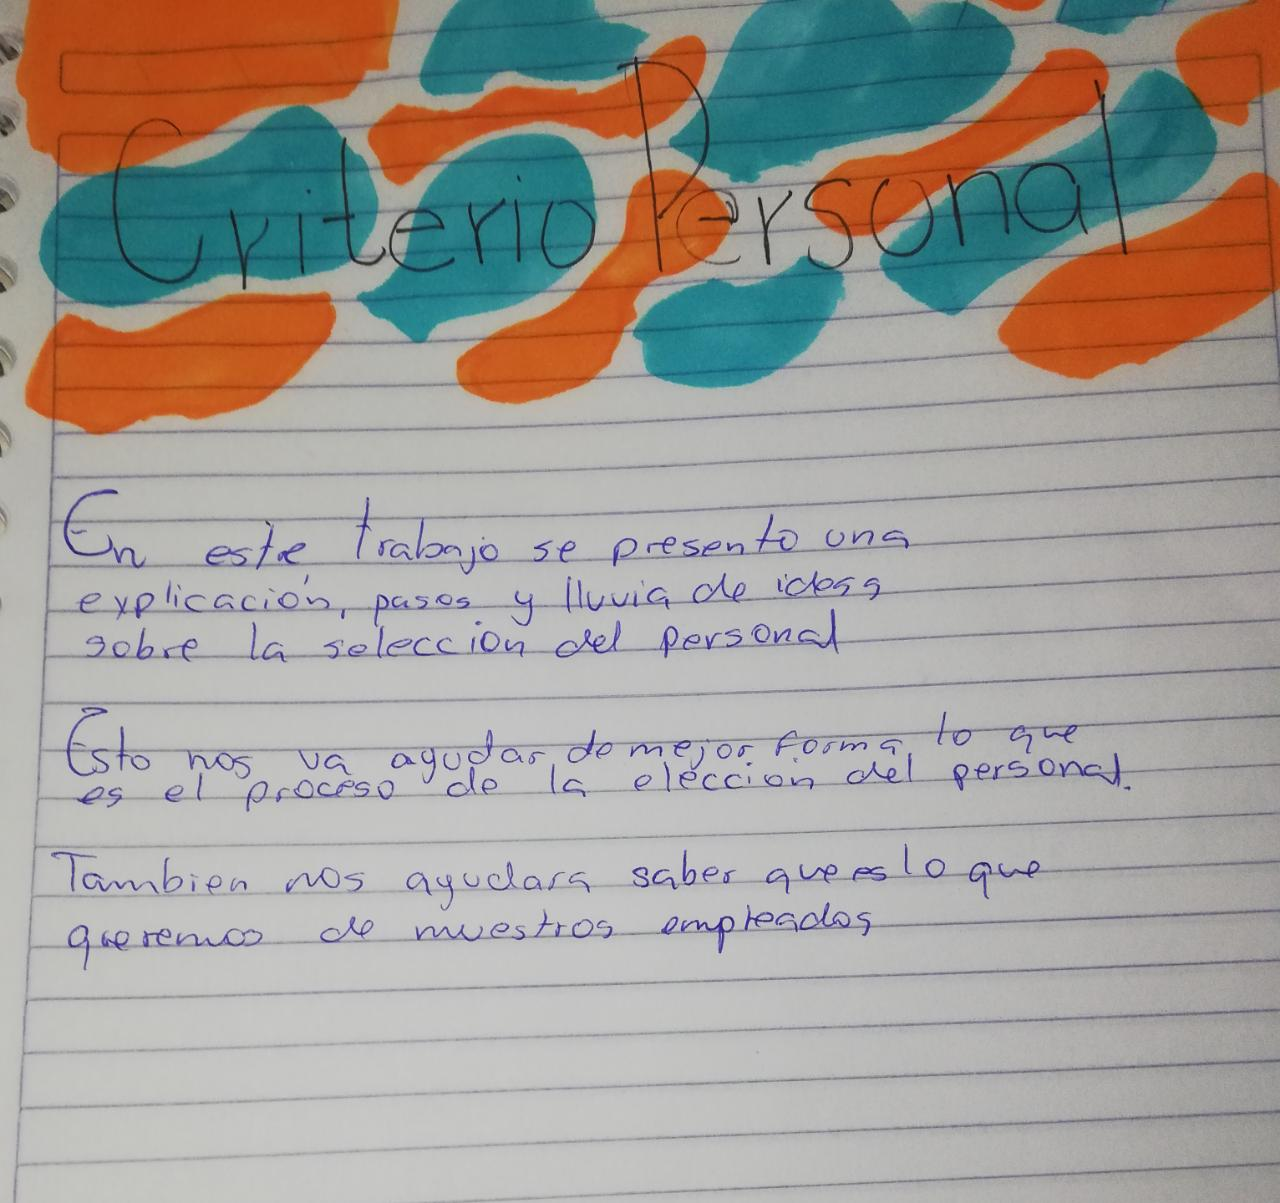 Criterio Personal
En este trabajo se presento una
explicación, pasos y lluvia de ideas
sobre la seleccion del personal
Esto nos va ayudar de mejor forma lo que
es el proceso de la elección del personal.
Tambien nos ayudara saber que es lo que
queremos de nuestros empleados